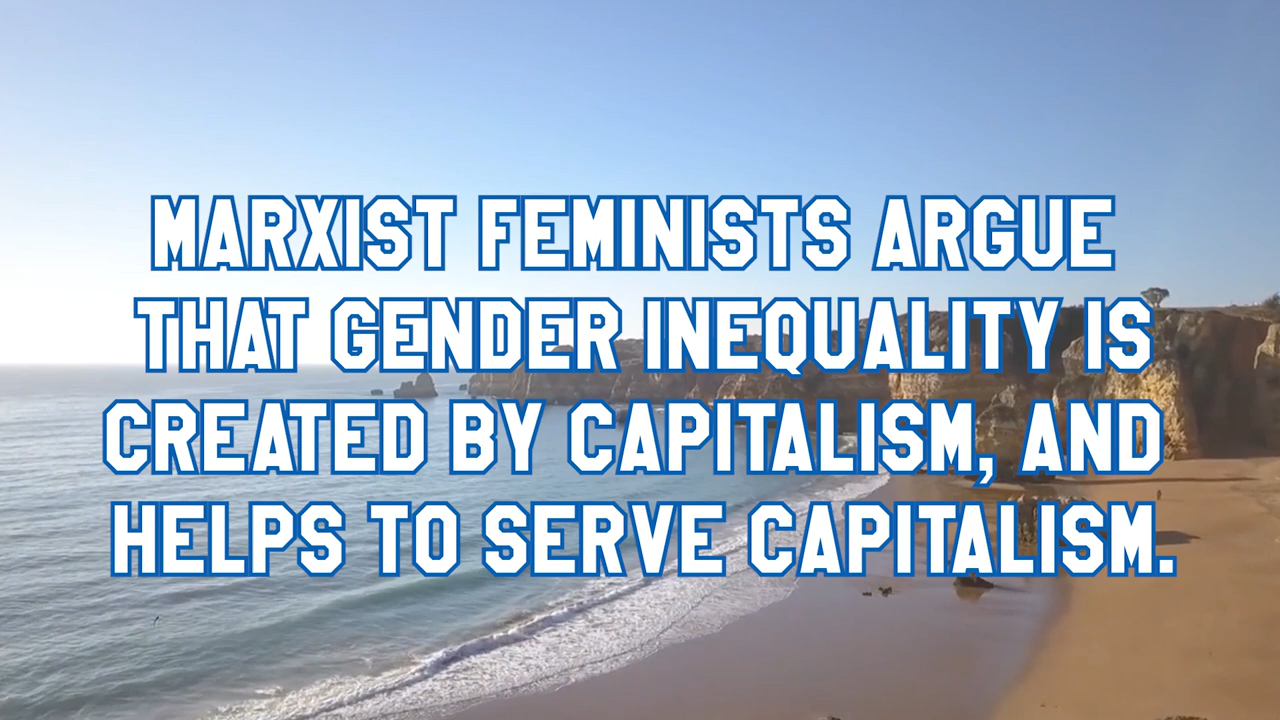 MARXIST FEMINISTS ARGUE
THAT GENDER INEQUALITY IS
CREATED BY CAPITALISM, AND
HELPS TO SERVE CAPITALISM.